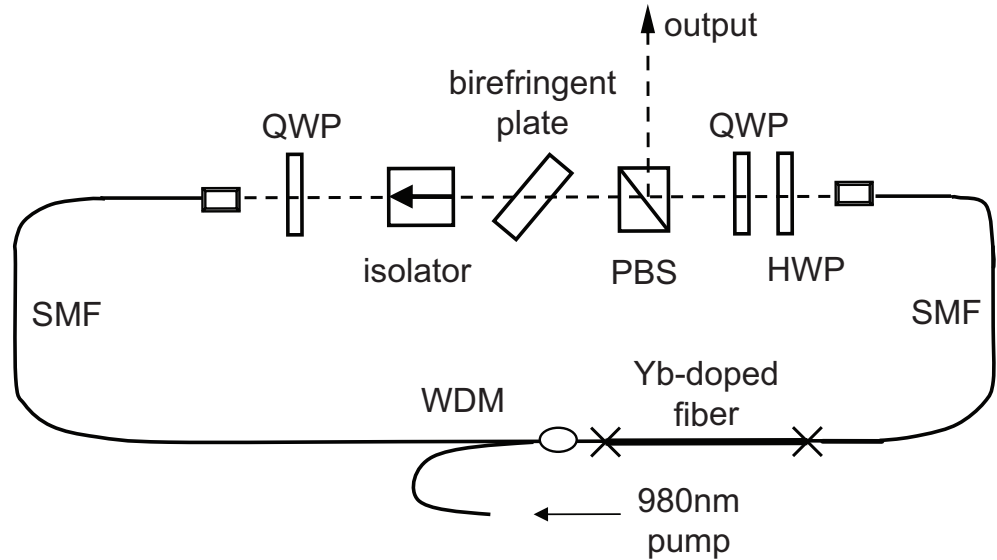 output
birefringent
plate
QWP
QWP
isolator
PBS
HWP
SMF
SMF
Yb-doped
fiber
WDM
980nm
pump